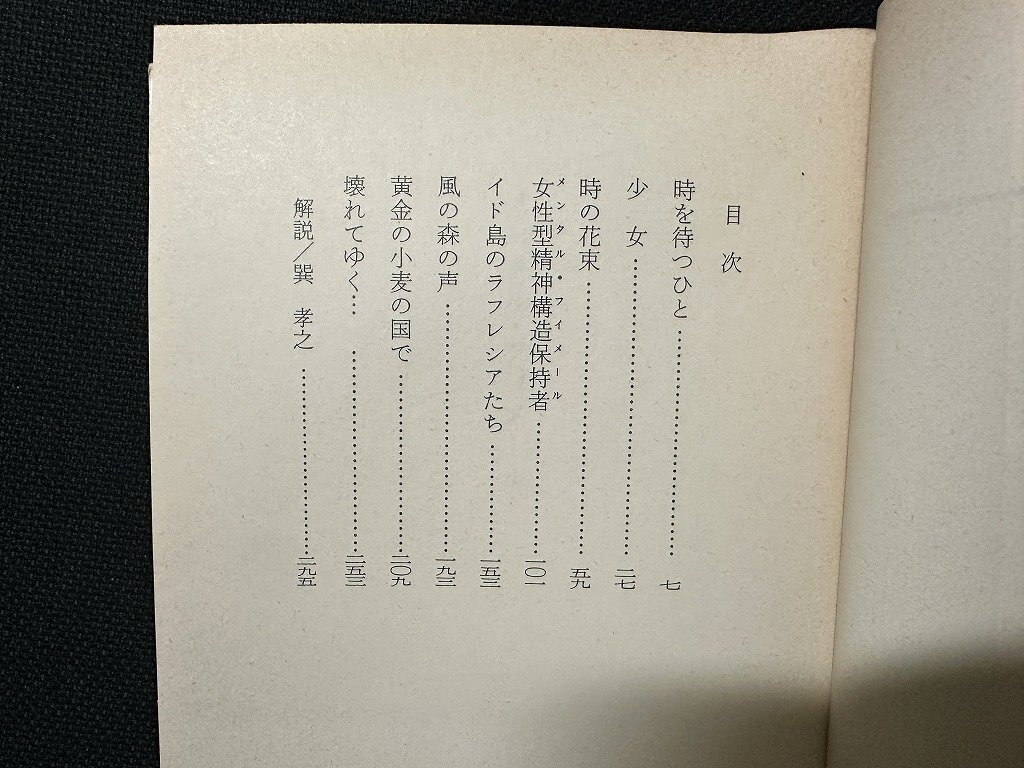 目次
時を待つひと……………………七
少女……………………二七
時の花束……………………五九
女性型精神構造保持者……………………一〇一
メンタル・フィメール
イド島のラフレシアたち……………………一五三
風の森の声……………………一九三
黄金の小麦の国で……………………二〇九
壊れてゆく………………………二五三
解説／巽 孝之……………………二九五